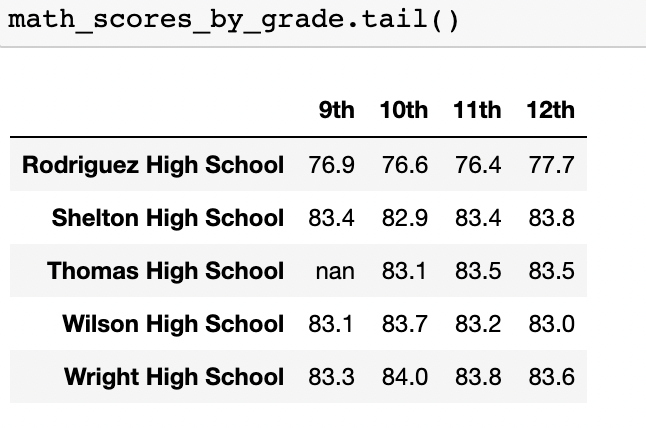 math_scores_by_grade.tail()
9th 10th 11th 12th
Rodriguez High School 76.9 76.6 76.4 77.7
Shelton High School 83.4 82.9 83.4 83.8
Thomas High School nan 83.1 83.5 83.5
Wilson High School 83.1 83.7 83.2 83.0
Wright High School 83.3 84.0 83.8 83.6